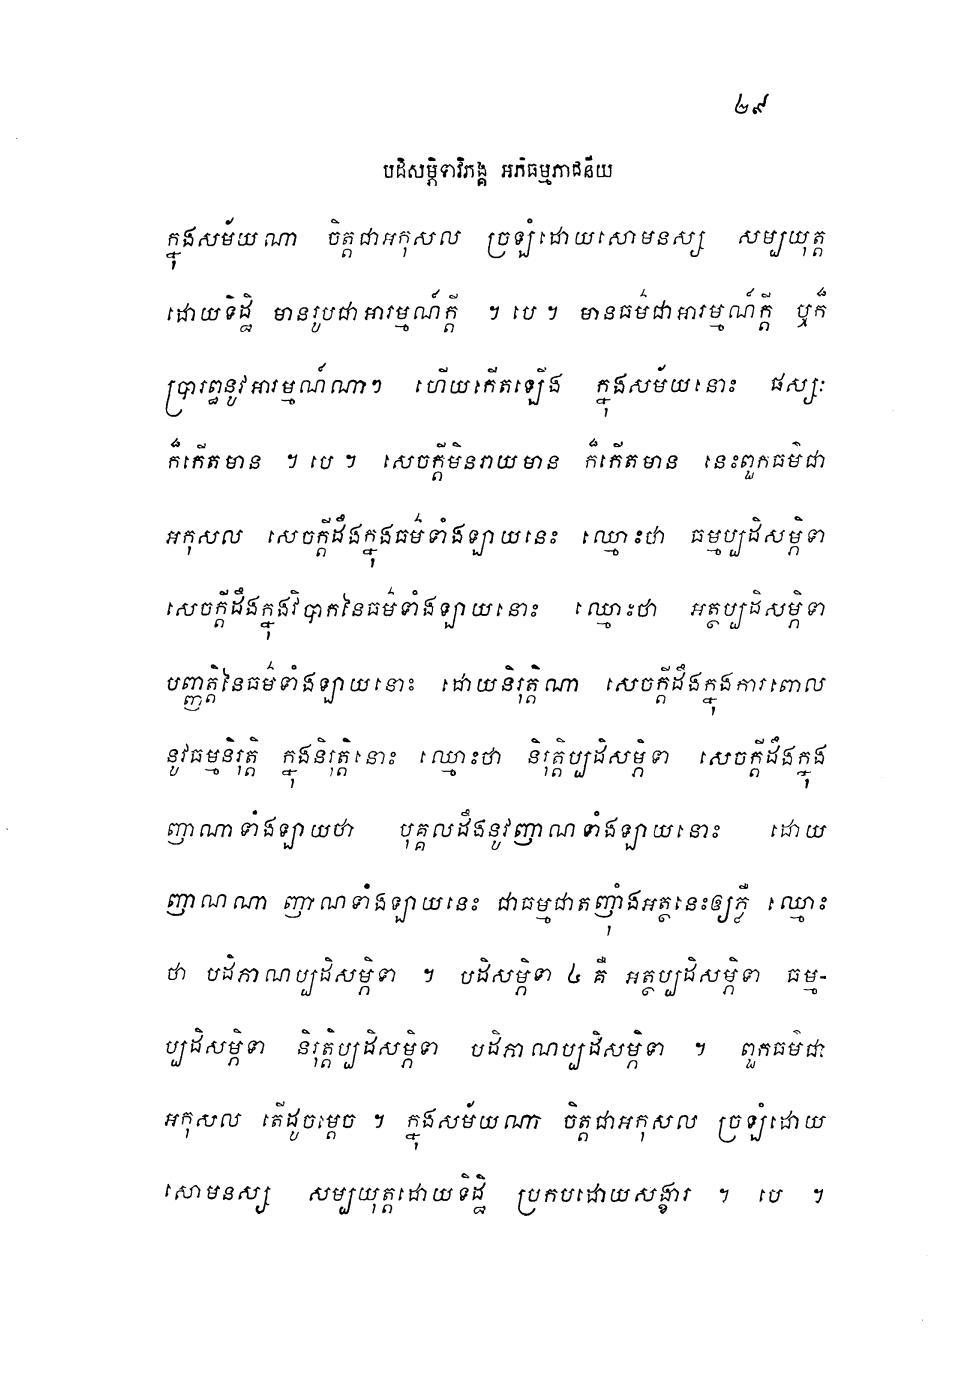 ២៩
បដិសម្ភិទាវិភង្គ អភិធម្មភាជនីយ
ក្នុងសម័យណា ចិត្តជាអកុសល ច្រឡំដោយសោមនស្ស សម្បយុត្ត
ដោយទិដ្ឋិ មានរូបជាអារម្មណ៍ក្តី ។ បេ ។ មានធម៌ជាអារម្មណ៍ក្តី ឬក៏
ប្រារព្ធនូវអារម្មណ៍ណាៗ ហើយកើតឡើង ក្នុងសម័យនោះ ផស្សៈ
ក៏កើតមាន ។ បេ ។ សេចក្តីមិនរាយមាយ ក៏កើតមាន នេះពួកធម៌ជា
អកុសល សេចក្តីដឹងក្នុងធម៌ទាំងឡាយនេះ ឈ្មោះថា ធម្មប្បដិសម្ភិទា
សេចក្តីដឹងក្នុងវិបាកនៃធម៌ទាំងឡាយនោះ ឈ្មោះថា អត្ថប្បដិសម្ភិទា
បញ្ញត្តិនៃធម៌ទាំងឡាយនោះ ដោយនិរុត្តិណា សេចក្តីដឹងក្នុងការពោល
នូវធម្មនិរុត្តិ ក្នុងនិរុត្តិនោះ ឈ្មោះថា និរុត្តិប្បដិសម្ភិទា សេចក្តីដឹងក្នុង
ញាណទាំងឡាយថា បុគ្គលដឹងនូវញាណទាំងឡាយនោះ ដោយ
ញាណណា ញាណទាំងឡាយនេះ ជាធម្មជាតញ៉ាំងអត្ថនេះឲ្យភ្លឺ ឈ្មោះ
ថា បដិភាណប្បដិសម្ភិទា ។ បដិសម្ភិទា ៤ គឺ អត្ថប្បដិសម្ភិទា ធម្ម-
ប្បដិសម្ភិទា និរុត្តិប្បដិសម្ភិទា បដិភាណប្បដិសម្ភិទា ។ ពួកធម៌ជា
អកុសល តើដូចម្តេច ។ ក្នុងសម័យណា ចិត្តជាអកុសល ច្រឡំដោយ
សោមនស្ស សម្បយុត្តដោយទិដ្ឋិ ប្រកបដោយសង្ខារ ។ បេ ។